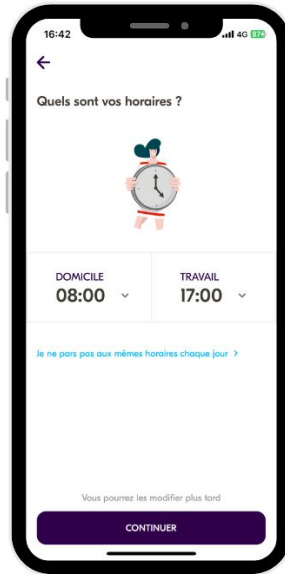 16:42
4G 87
Quels sont vos horaires ?
DOMICILE
TRAVAIL
08:00
17:00
Je ne pars pas aux mêmes horaires chaque jour >
Vous pourrez les modifier plus tard
CONTINUER